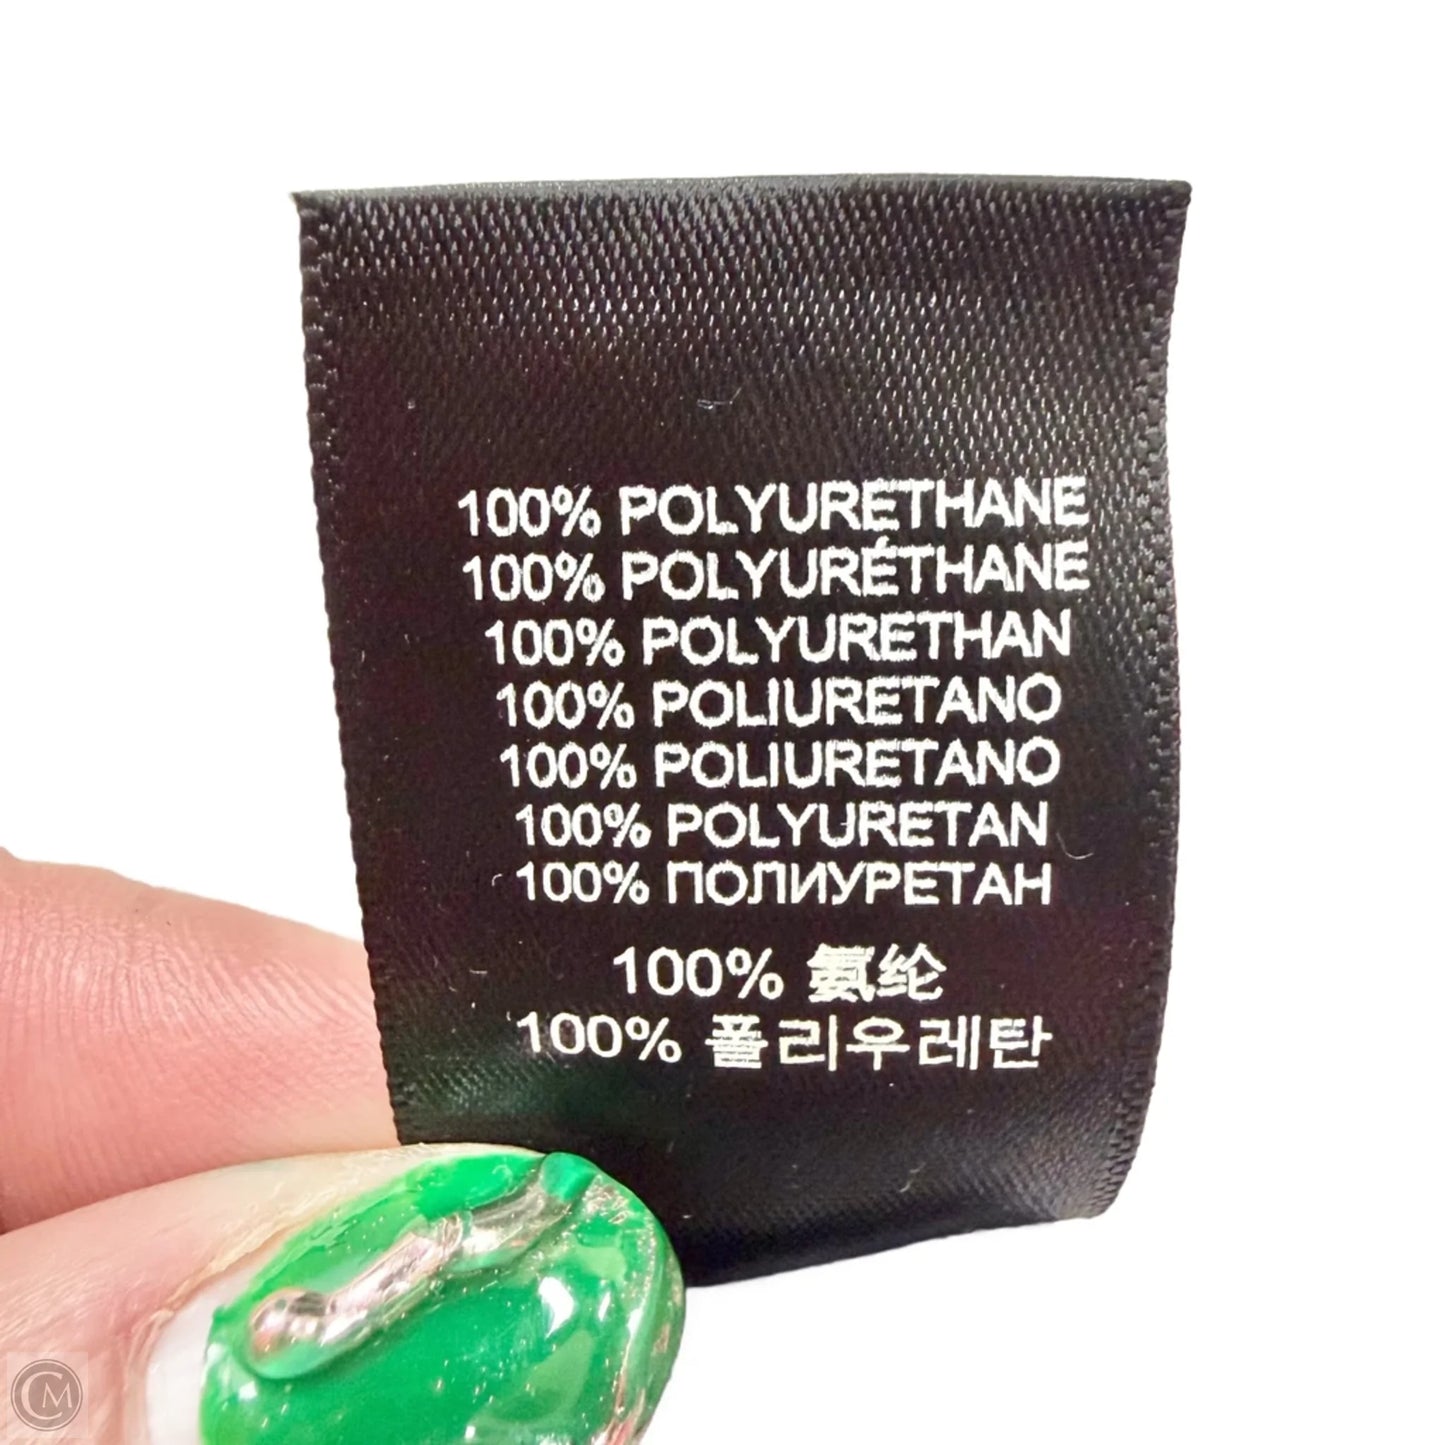 100% POLYURETHANE
100% POLYURÉTHANE
100% POLYURETHAN
100% POLIURETANO
100% POLIURETANO
100% POLYURETAN
100% ПОЛИУРЕТАН
100% 氨纶
100% 폴리우레탄
CM